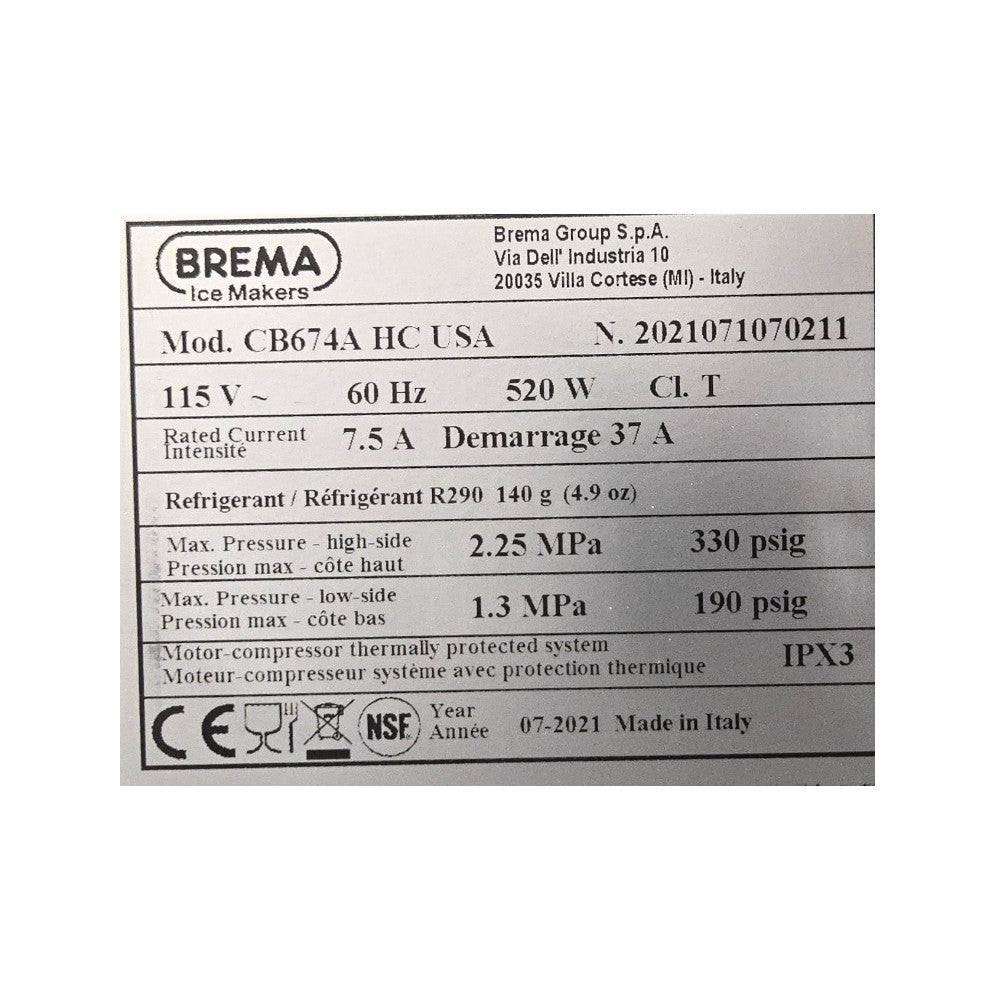 BREMA
Ice Makers
Brema Group S.p.A.
Via Dell' Industria 10
20035 Villa Cortese (MI) - Italy
Mod. CB674A HC USA N. 2021071070211
115 V ~ 60 Hz 520 W Cl. T
Rated Current
Intensité
7.5 A Demarrage 37 A
Refrigerant / Réfrigérant R290 140 g (4.9 oz)
Max. Pressure - high-side
Pression max - côte haut
2.25 MPa 330 psig
Max. Pressure - low-side
Pression max - côte bas
1.3 MPa 190 psig
Motor-compressor thermally protected system
Moteur-compresseur système avec protection thermique
IPX3
CE NSF Year
Année
07-2021 Made in Italy